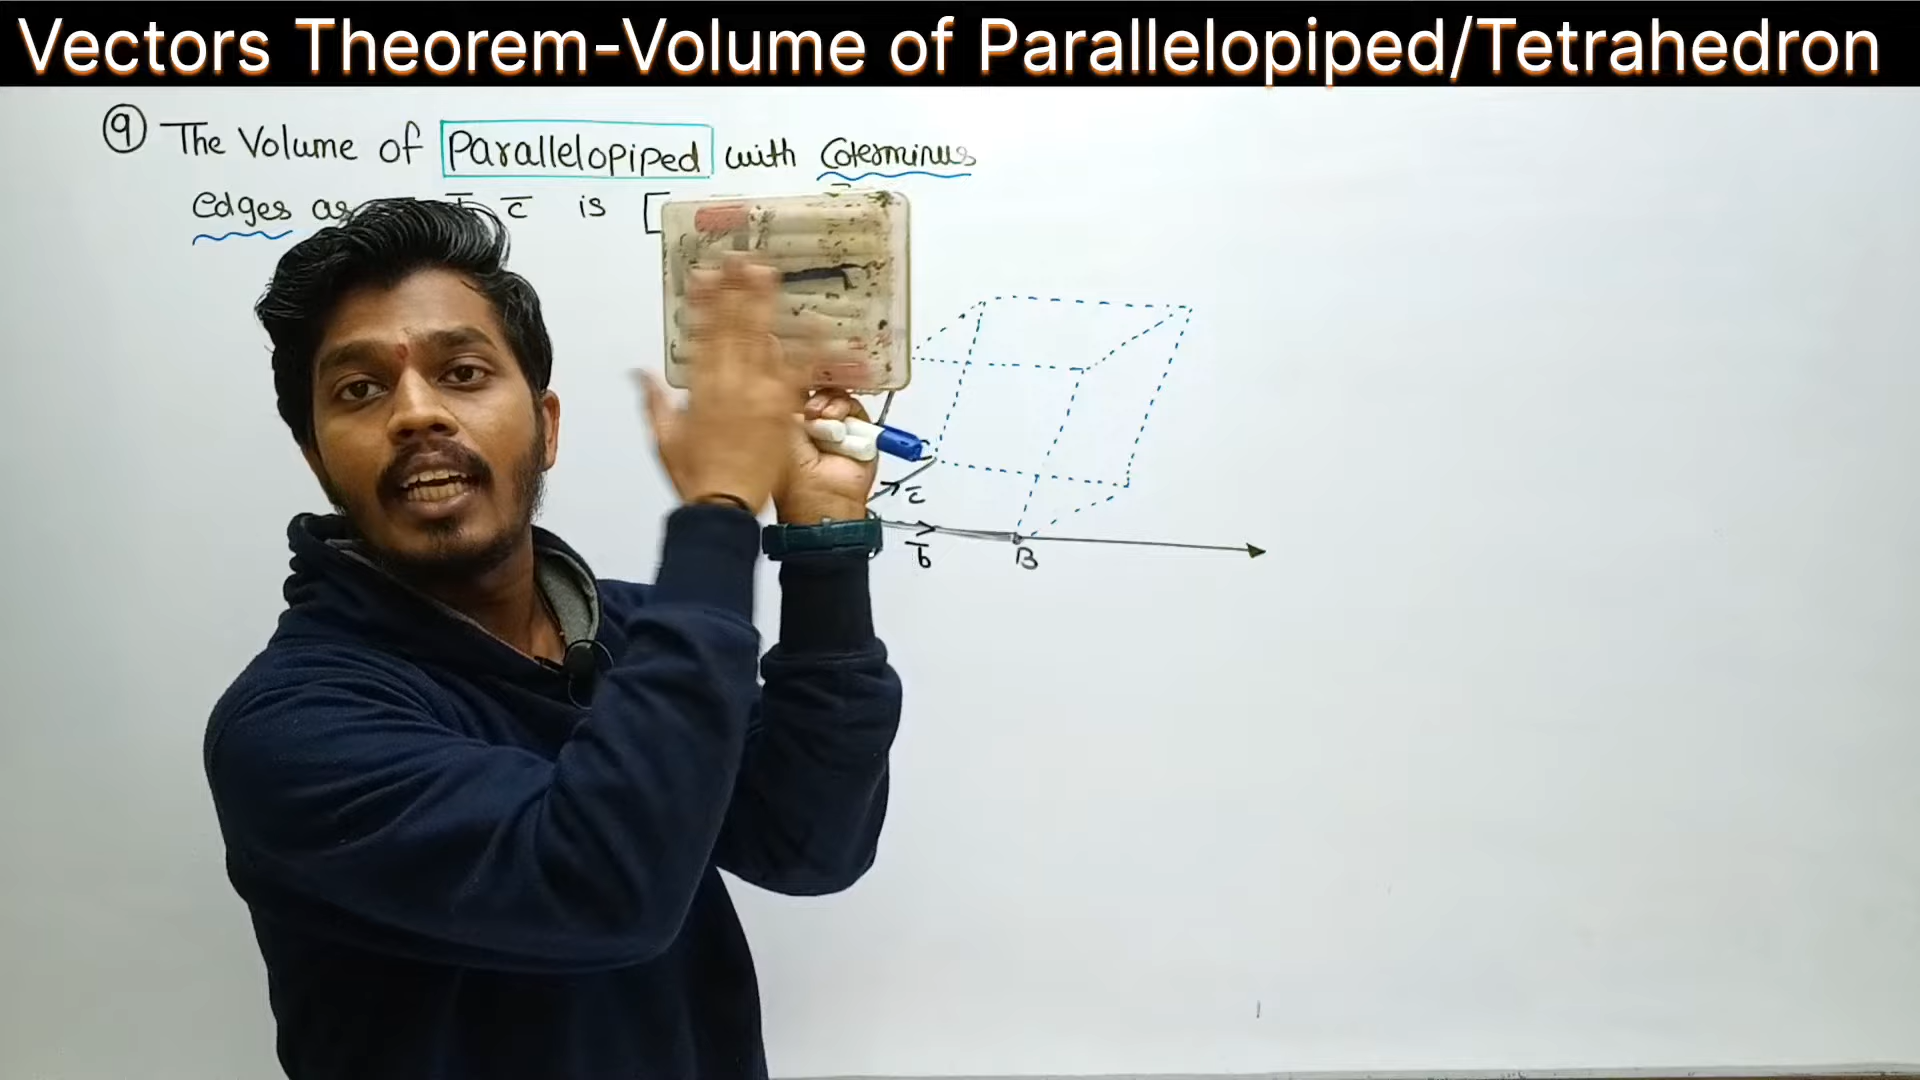 Vectors Theorem-Volume of Parallelopiped/Tetrahedron
9 The Volume of Parallelopiped with Coterminus
edges as c̅ is [
c̅
b̅
B